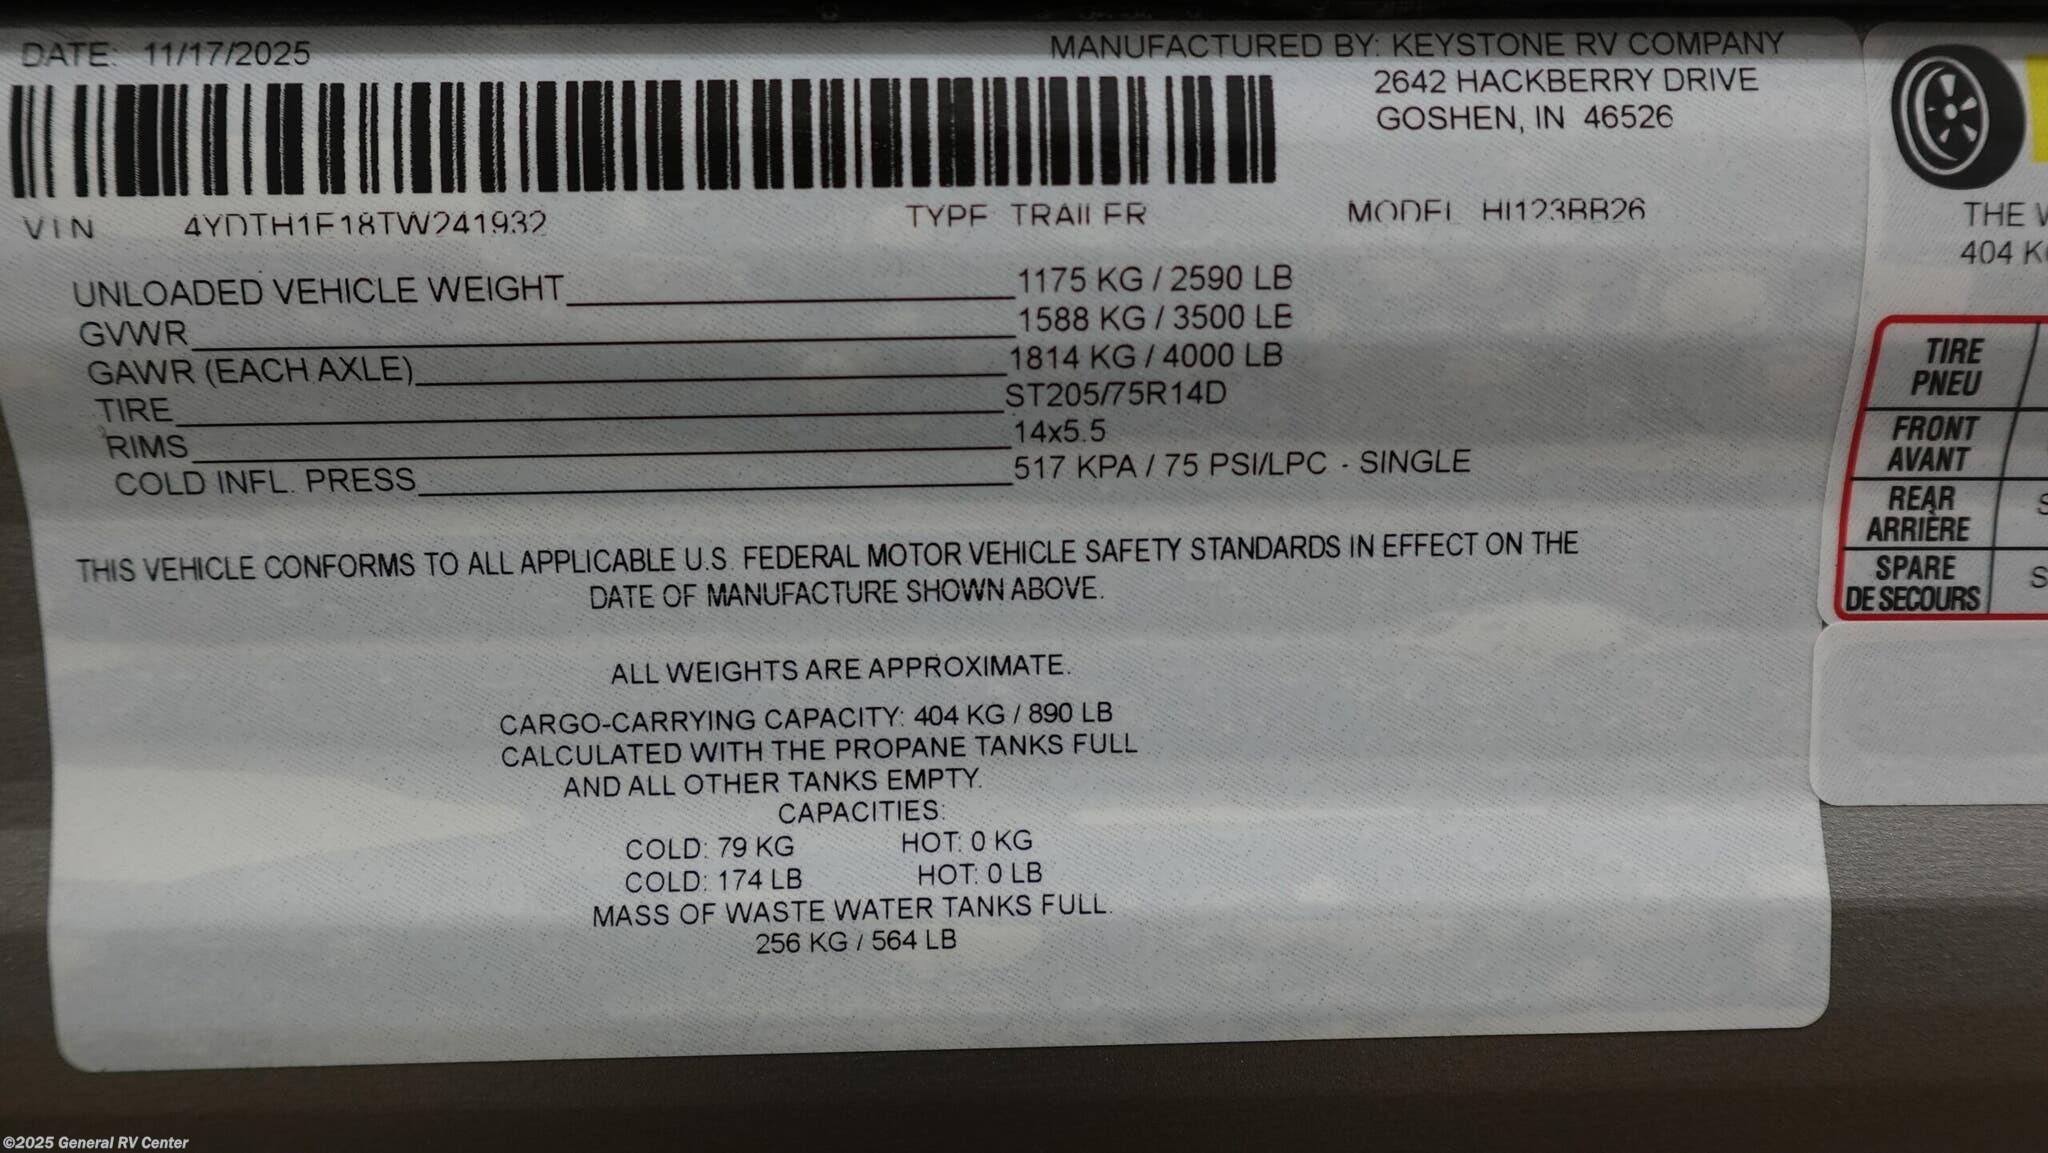 DATE: 11/17/2025
MANUFACTURED BY: KEYSTONE RV COMPANY
2642 HACKBERRY DRIVE
GOSHEN, IN 46526
VIN 4YDTH1F18TW241932 TYPE TRAILER MODEL HI123BB26
UNLOADED VEHICLE WEIGHT 1175 KG / 2590 LB
GVWR 1588 KG / 3500 LB
GAWR (EACH AXLE) 1814 KG / 4000 LB
TIRE ST205/75R14D
RIMS 14x5.5
COLD INFL. PRESS 517 KPA / 75 PSI/LPC - SINGLE
THIS VEHICLE CONFORMS TO ALL APPLICABLE U.S. FEDERAL MOTOR VEHICLE SAFETY STANDARDS IN EFFECT ON THE
DATE OF MANUFACTURE SHOWN ABOVE.
ALL WEIGHTS ARE APPROXIMATE.
CARGO-CARRYING CAPACITY: 404 KG / 890 LB
CALCULATED WITH THE PROPANE TANKS FULL
AND ALL OTHER TANKS EMPTY.
CAPACITIES:
COLD: 79 KG HOT: 0 KG
COLD: 174 LB HOT: 0 LB
MASS OF WASTE WATER TANKS FULL.
256 KG / 564 LB
THE
404
TIRE
PNEU
FRONT
AVANT
REAR
ARRIÈRE
SPARE
DE SECOURS
©2025 General RV Center